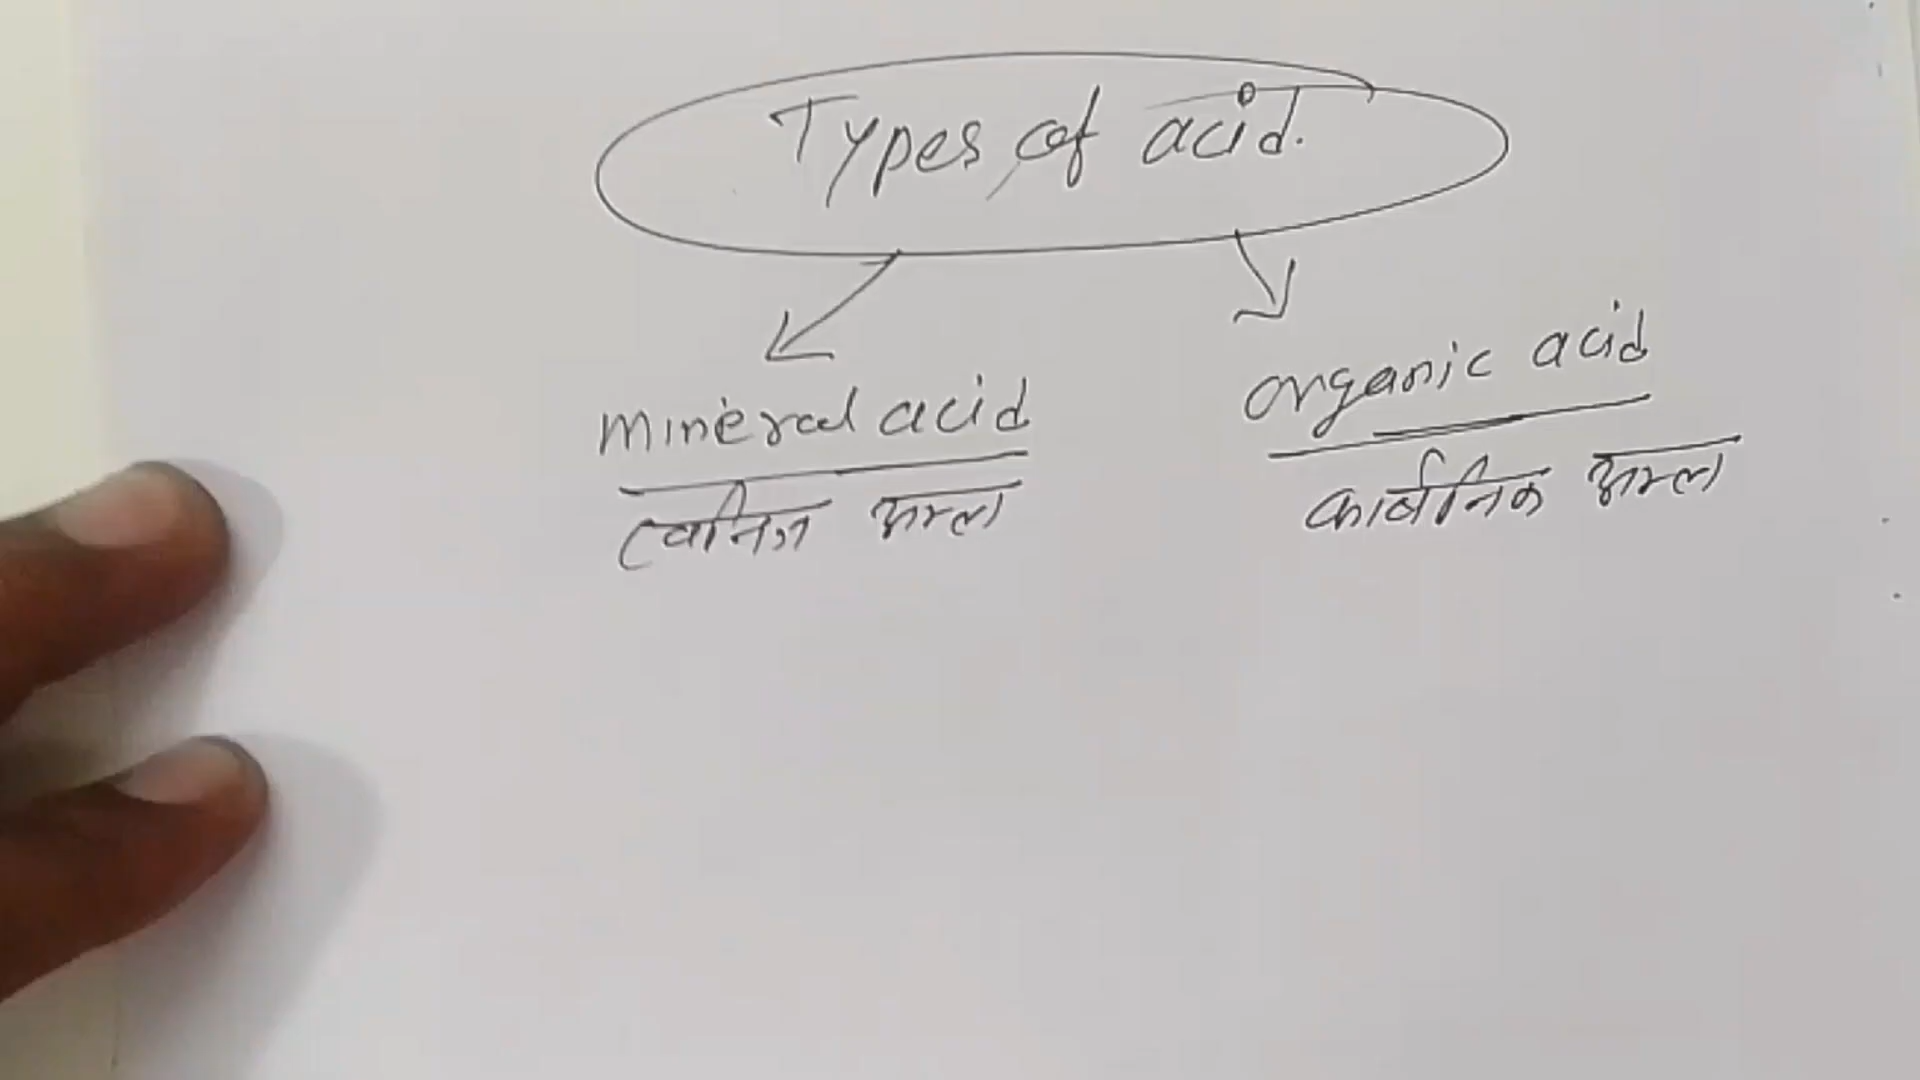 Types of acid.
mineral acid
खनिज अम्ल
organic acid
कार्बनिक अम्ल